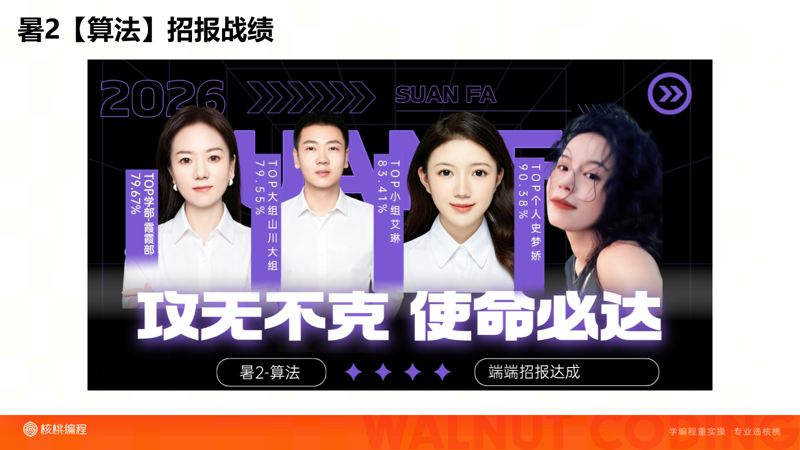 暑2【算法】招报战绩
2026
SUAN FA
TOP学部-霞霞部
79.67%
TOP大组山川大组
79.55%
TOP小组艾琳
83.41%
TOP个人史梦娇
90.38%
攻无不克 使命必达
暑2-算法
端端招报达成
核桃编程
WALNUT CODING
学编程重实操 专业选核桃